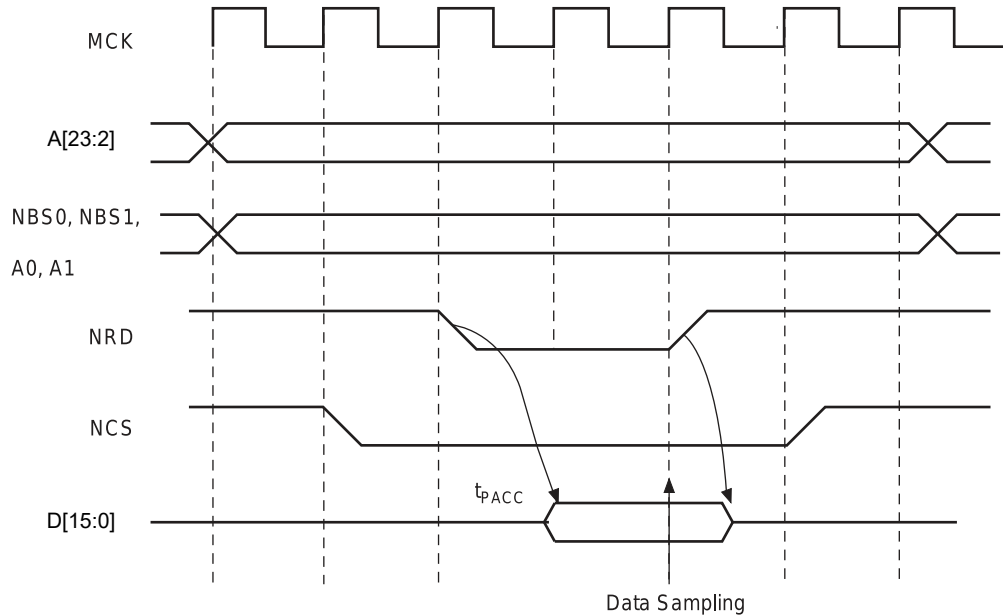 MCK
A[23:2]
NBS0, NBS1,
A0, A1
NRD
NCS
tPACC
D[15:0]
Data Sampling